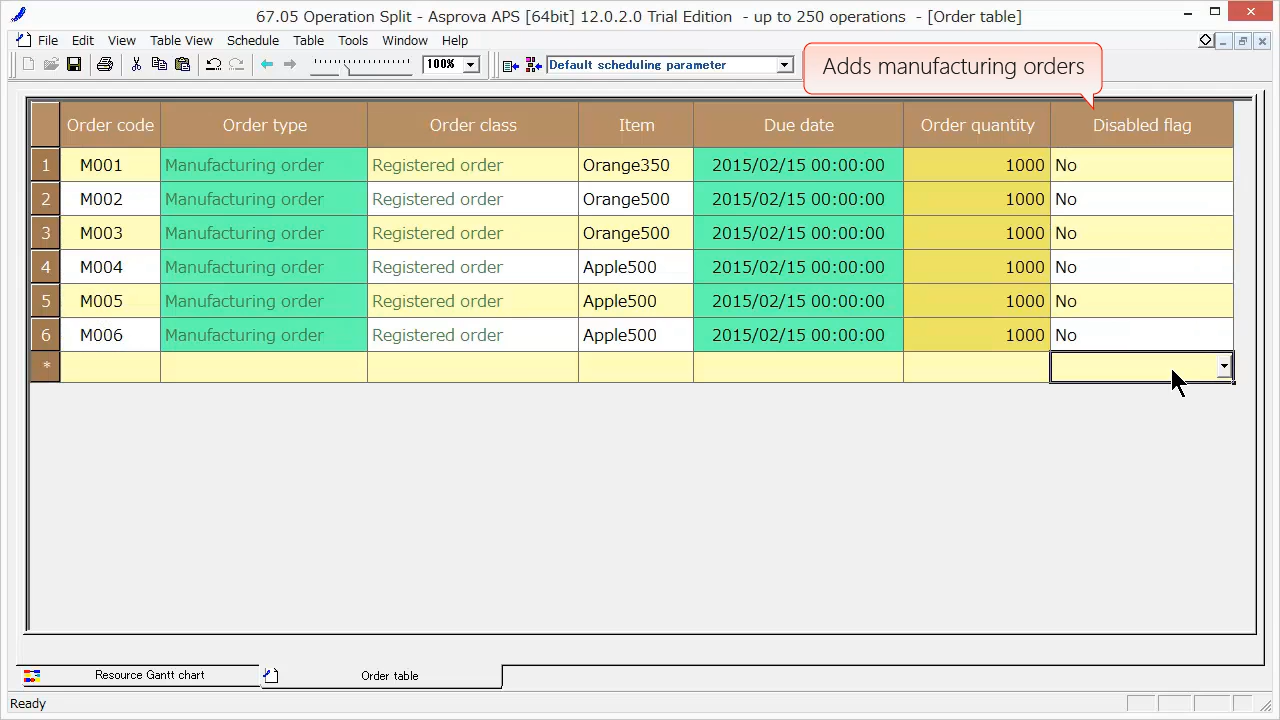 67.05 Operation Split - Asprova APS [64bit] 12.0.2.0 Trial Edition - up to 250 operations - [Order table]
File Edit View Table View Schedule Table Tools Window Help
100% Default scheduling parameter
Adds manufacturing orders
Order code Order type Order class Item Due date Order quantity Disabled flag
1 M001 Manufacturing order Registered order Orange350 2015/02/15 00:00:00 1000 No
2 M002 Manufacturing order Registered order Orange500 2015/02/15 00:00:00 1000 No
3 M003 Manufacturing order Registered order Orange500 2015/02/15 00:00:00 1000 No
4 M004 Manufacturing order Registered order Apple500 2015/02/15 00:00:00 1000 No
5 M005 Manufacturing order Registered order Apple500 2015/02/15 00:00:00 1000 No
6 M006 Manufacturing order Registered order Apple500 2015/02/15 00:00:00 1000 No
*
Resource Gantt chart Order table
Ready